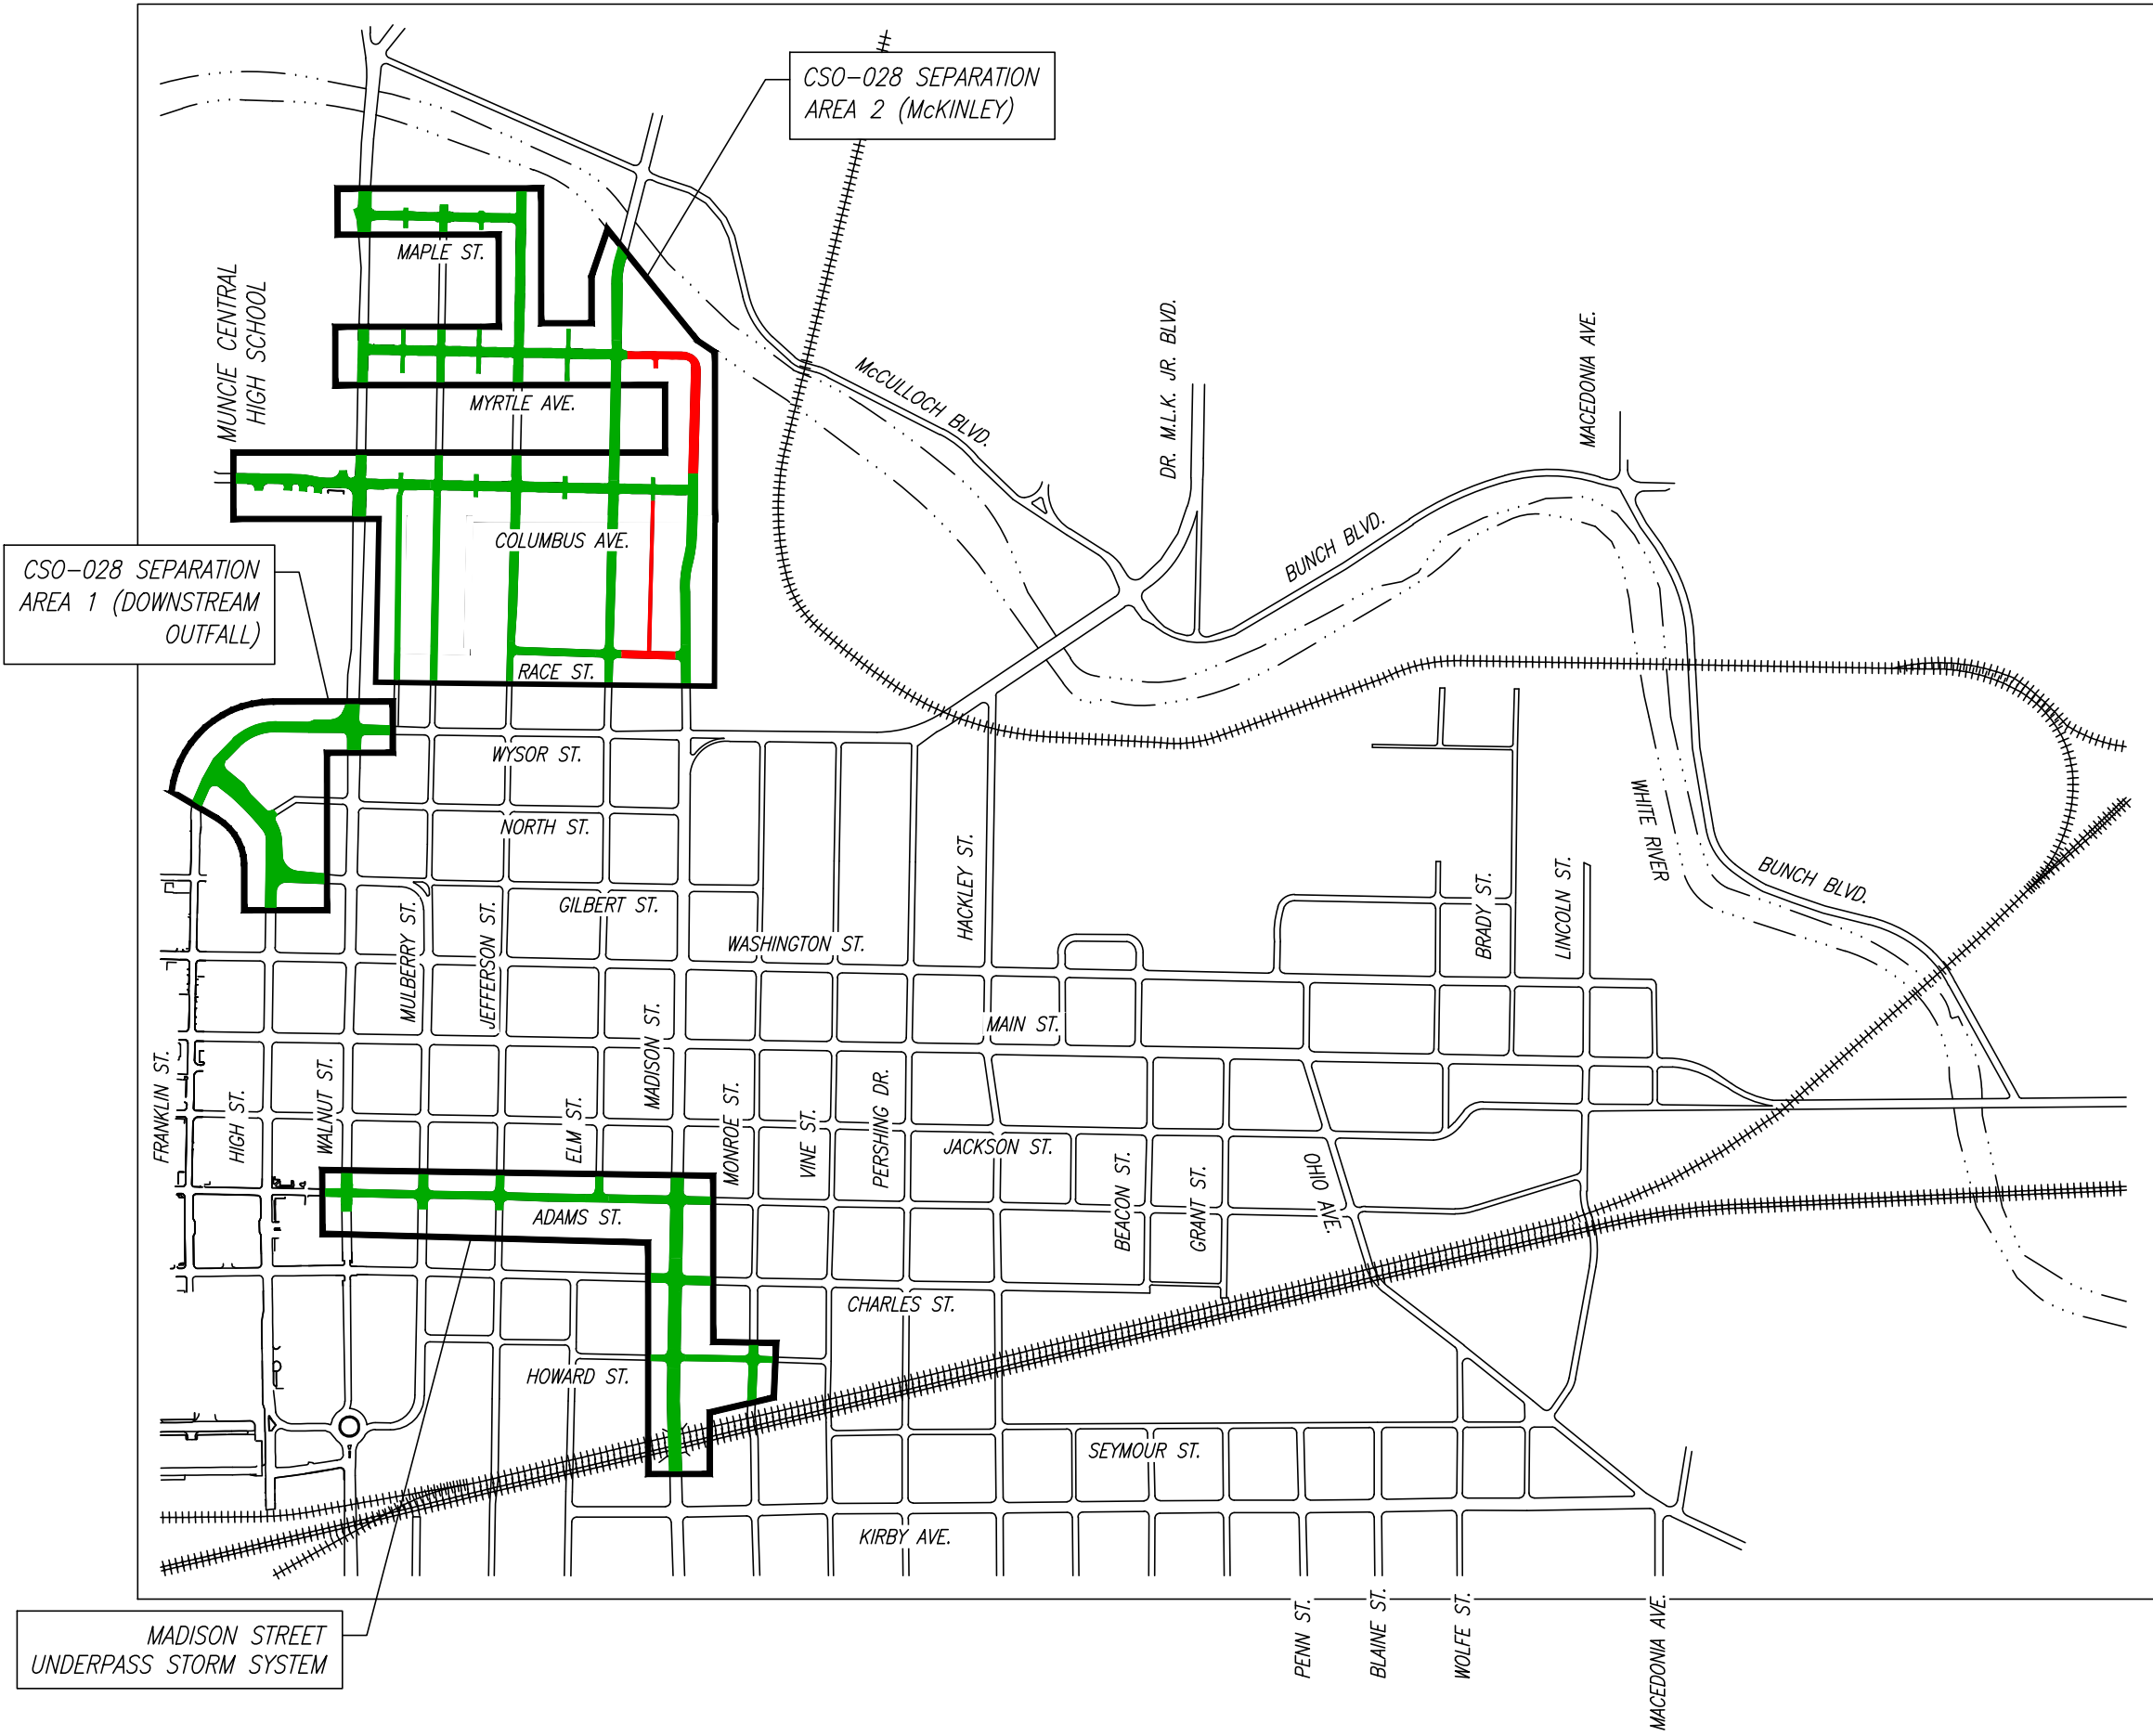 CSO-028 SEPARATION
AREA 2 (McKINLEY)
MAPLE ST.
MUNCIE CENTRAL
HIGH SCHOOL
MYRTLE AVE.
McCULLOCH BLVD.
DR. M.L.K. JR. BLVD.
MACEDONIA AVE.
COLUMBUS AVE.
BUNCH BLVD.
CSO-028 SEPARATION
AREA 1 (DOWNSTREAM
OUTFALL)
RACE ST.
WYSOR ST.
NORTH ST.
WHITE RIVER
GILBERT ST.
HACKLEY ST.
BRADY ST.
LINCOLN ST.
BUNCH BLVD.
MULBERRY ST.
JEFFERSON ST.
WASHINGTON ST.
MAIN ST.
FRANKLIN ST.
HIGH ST.
WALNUT ST.
ELM ST.
MADISON ST.
MONROE ST.
VINE ST.
PERSHING DR.
JACKSON ST.
BEACON ST.
GRANT ST.
OHIO AVE.
ADAMS ST.
CHARLES ST.
HOWARD ST.
SEYMOUR ST.
KIRBY AVE.
MADISON STREET
UNDERPASS STORM SYSTEM
PENN ST.
BLAINE ST.
WOLFE ST.
MACEDONIA AVE.